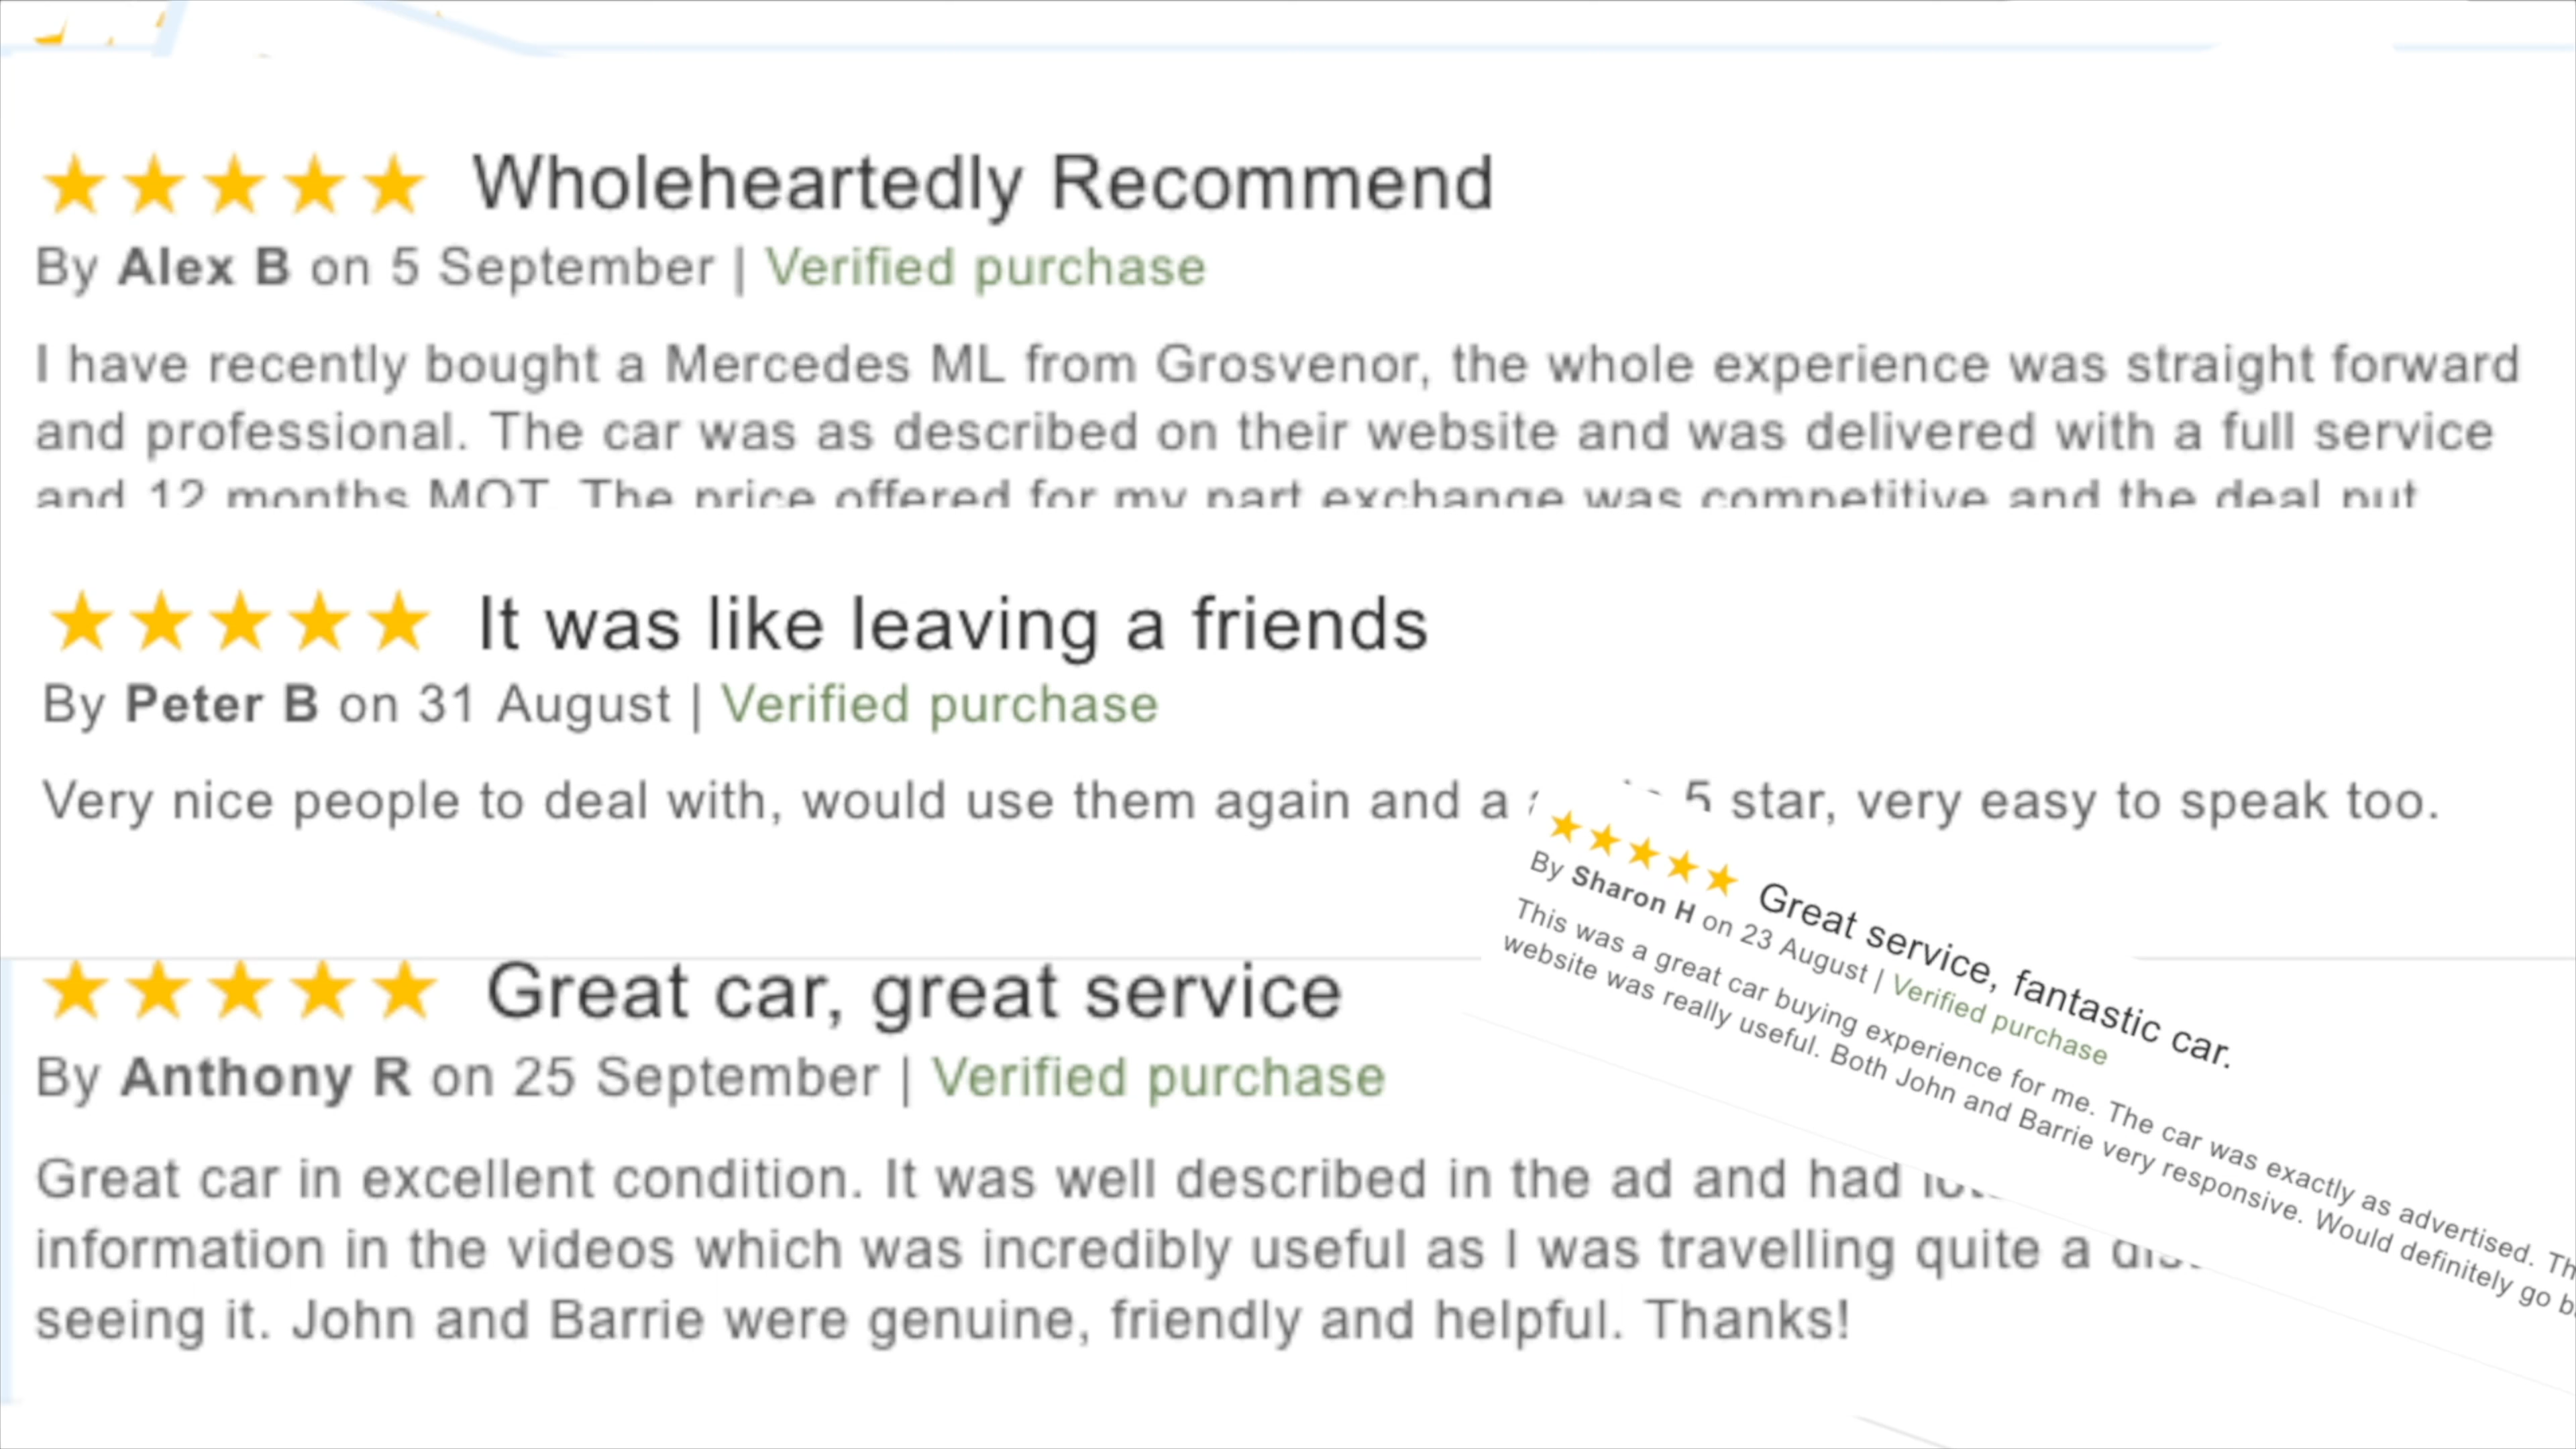 Wholeheartedly Recommend
By Alex B on 5 September | Verified purchase
I have recently bought a Mercedes ML from Grosvenor, the whole experience was straight forward
and professional. The car was as described on their website and was delivered with a full service
and 12 months MOT. The price offered for my part exchange was competitive and the deal put
It was like leaving a friends
By Peter B on 31 August | Verified purchase
Very nice people to deal with, would use them again and a 5 star, very easy to speak too.
Great service, fantastic car.
By Sharon H on 23 August | Verified purchase
This was a great car buying experience for me. The car was exactly as advertised. Th
website was really useful. Both John and Barrie very responsive. Would definitely go b
Great car, great service
By Anthony R on 25 September | Verified purchase
Great car in excellent condition. It was well described in the ad and had
information in the videos which was incredibly useful as I was travelling quite a
seeing it. John and Barrie were genuine, friendly and helpful. Thanks!